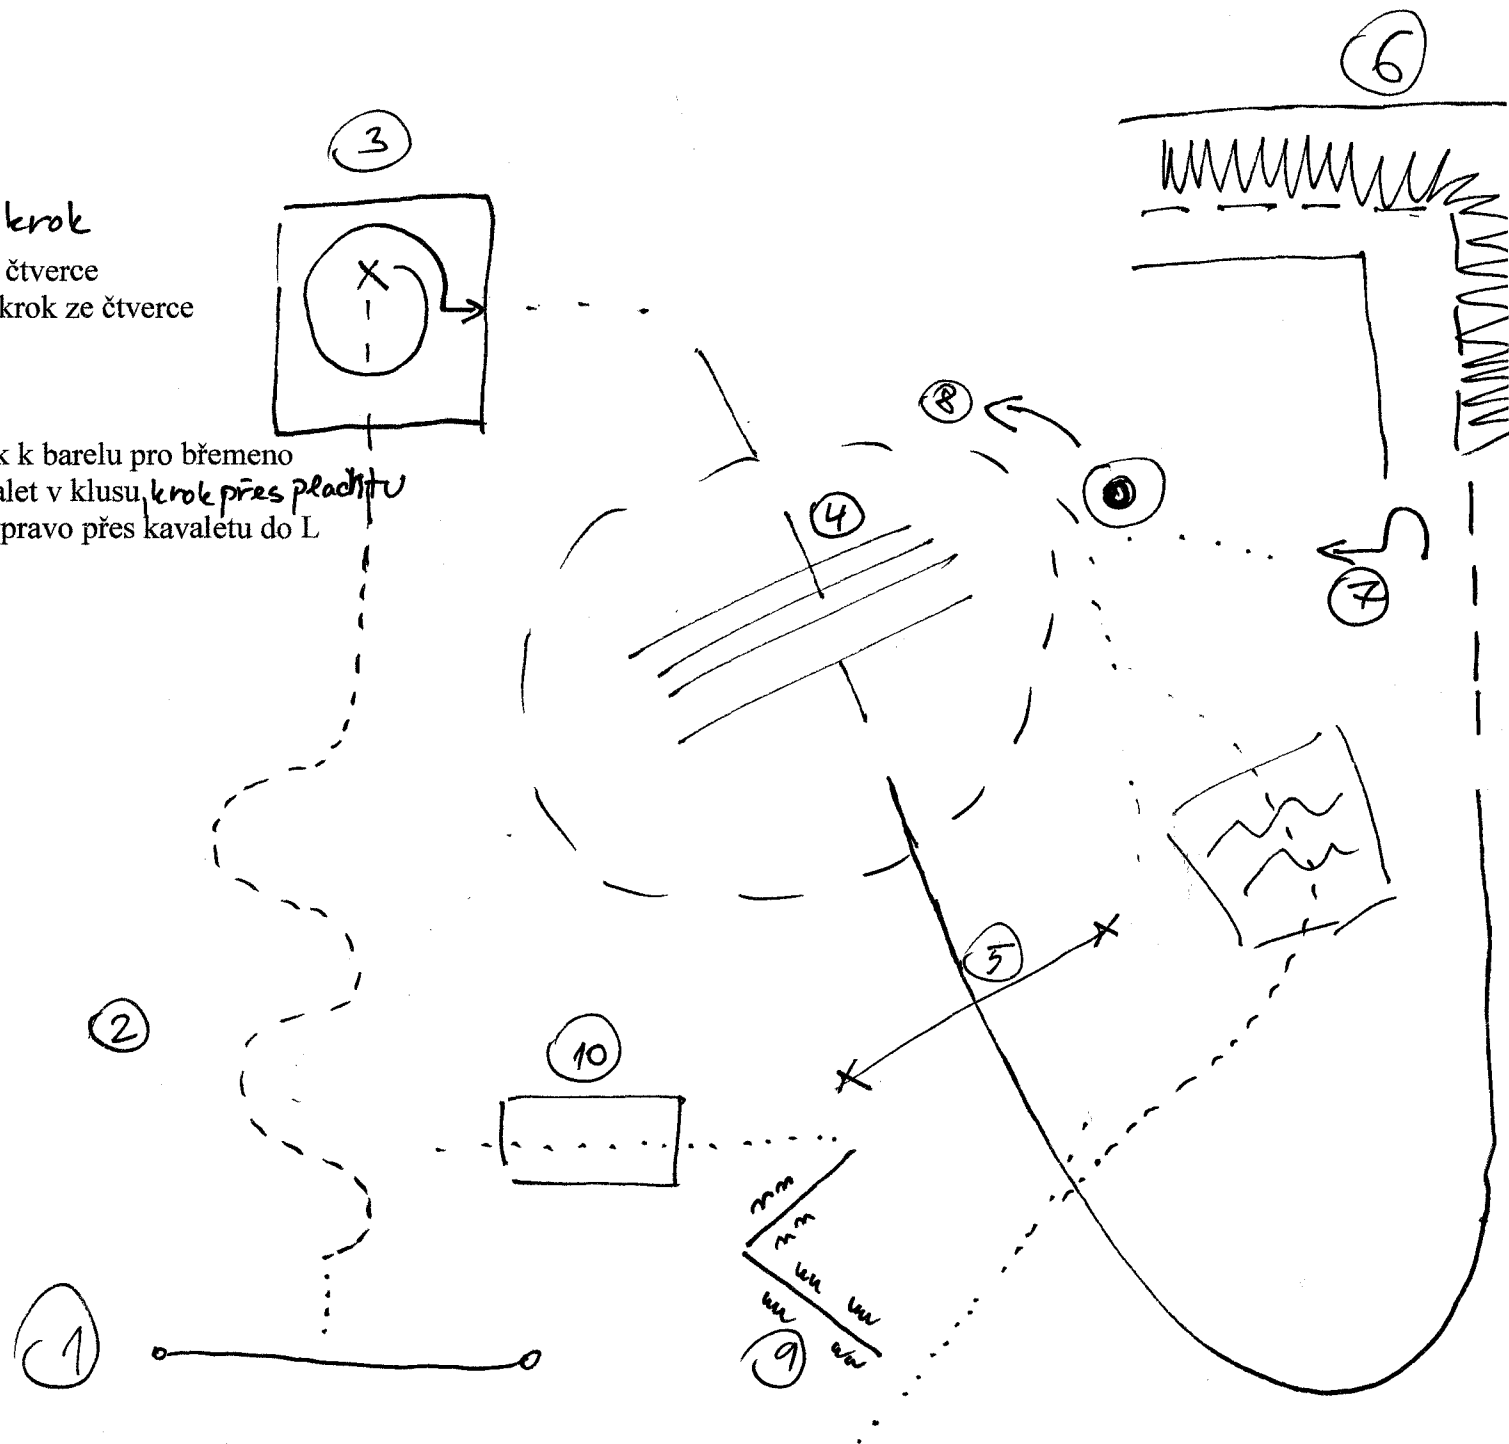 6
3
krok
čtverce
krok ze čtverce
8
k k barelu pro břemeno
alet v klusu, krok přes plachtu
pravo přes kavaletu do L
4
7
5
2
10
1
9